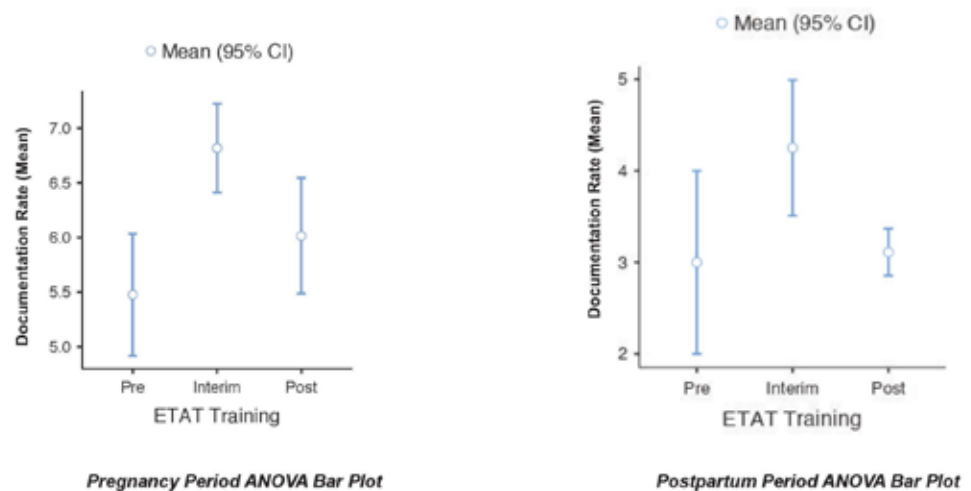 Mean (95% CI)
Documentation Rate (Mean)
7.0
6.5
6.0
5.5
5.0
Pre Interim Post
ETAT Training
Pregnancy Period ANOVA Bar Plot
Mean (95% CI)
Documentation Rate (Mean)
5
4
3
2
Pre Interim Post
ETAT Training
Postpartum Period ANOVA Bar Plot